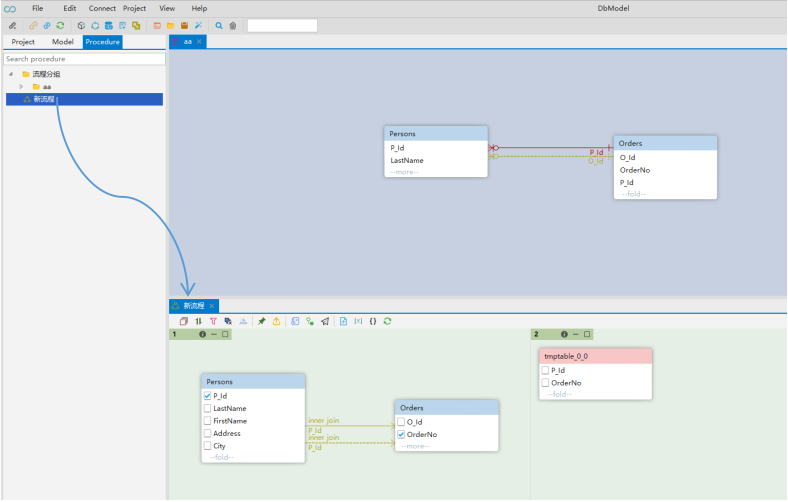 File Edit Connect Project View Help DbModel
Project Model Procedure
Search procedure
流程分组
aa
新流程
aa
Persons
P_Id
LastName
--more--
P_Id
O_Id
Orders
O_Id
OrderNo
P_Id
--fold--
新流程
1
Persons
P_Id
LastName
FirstName
Address
City
--fold--
inner join
P_Id
inner join
P_Id
Orders
O_Id
OrderNo
--more--
2
tmptable_0_0
P_Id
OrderNo
--fold--